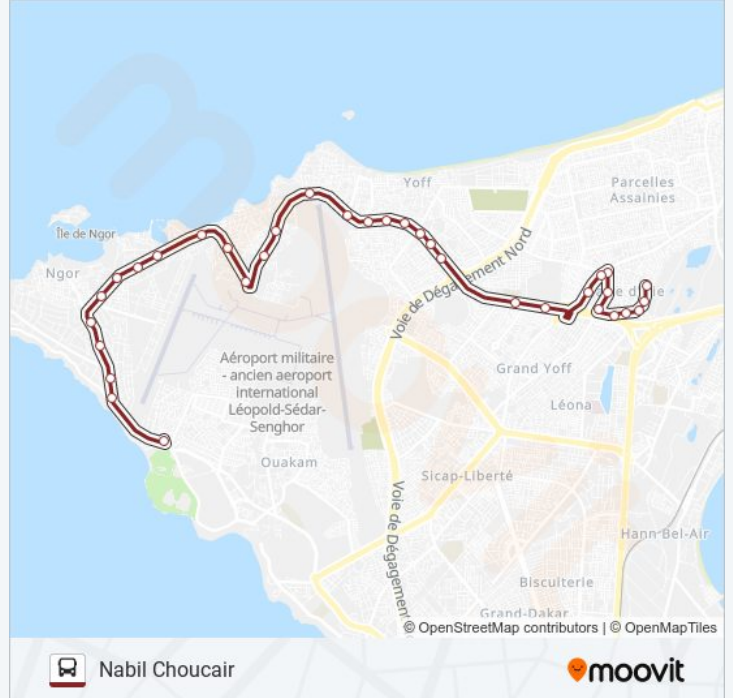 Yoff
Parcelles
Assainies
Île de Ngor
Ngor
Voie de Dégagement Nord
Aéroport militaire
- ancien aeroport
international
Léopold-Sédar-
Senghor
Grand Yoff
Léona
Ouakam
Sicap-Liberté
Voie de Dégagement
Hann Bel-Air
Biscuiterie
Grand-Dakar
© OpenStreetMap contributors | © OpenMapTiles
Nabil Choucair
moovit